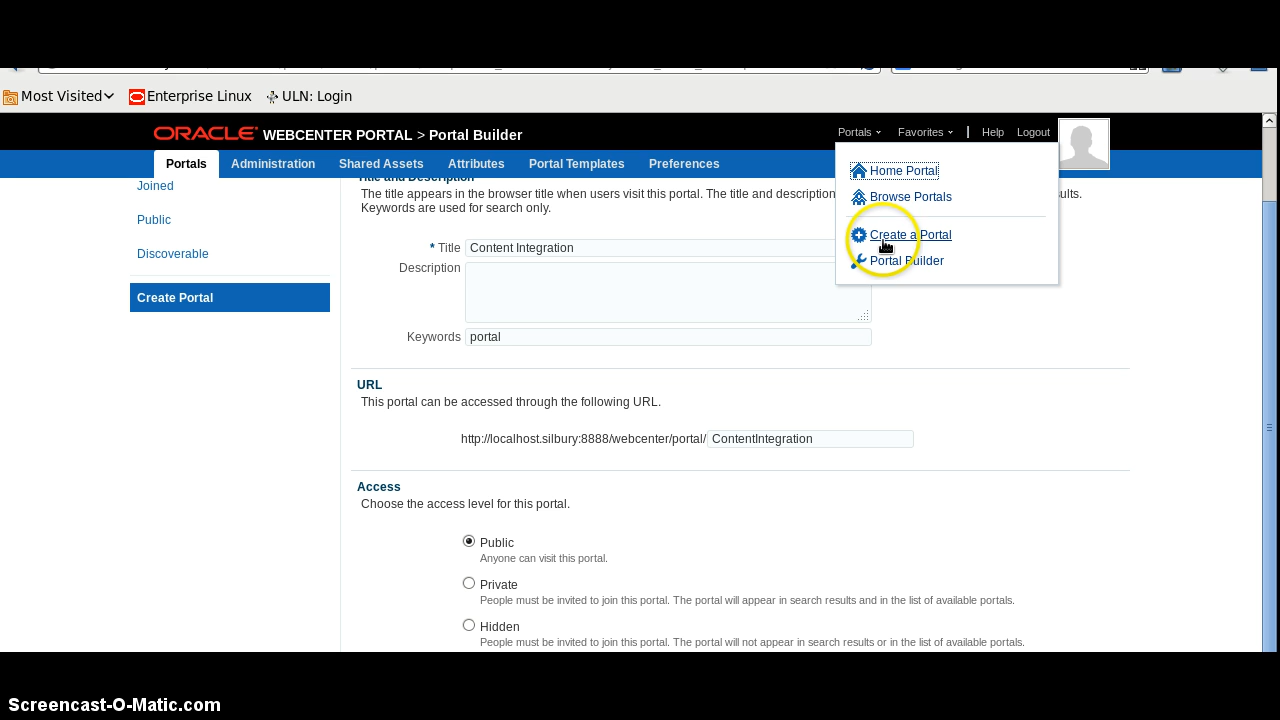 Most Visited Enterprise Linux ULN: Login
ORACLE WEBCENTER PORTAL > Portal Builder
Portals Favorites | Help Logout
Portals Administration Shared Assets Attributes Portal Templates Preferences
Home Portal
Browse Portals
Create a Portal
Portal Builder
Joined
Public
Discoverable
Create Portal
Title and Description
The title appears in the browser title when users visit this portal. The title and description
Keywords are used for search only.
* Title Content Integration
Description
Keywords portal
URL
This portal can be accessed through the following URL.
http://localhost.silbury:8888/webcenter/portal/ ContentIntegration
Access
Choose the access level for this portal.
Public
Anyone can visit this portal.
Private
People must be invited to join this portal. The portal will appear in search results and in the list of available portals.
Hidden
People must be invited to join this portal. The portal will not appear in search results or in the list of available portals.
Screencast-O-Matic.com